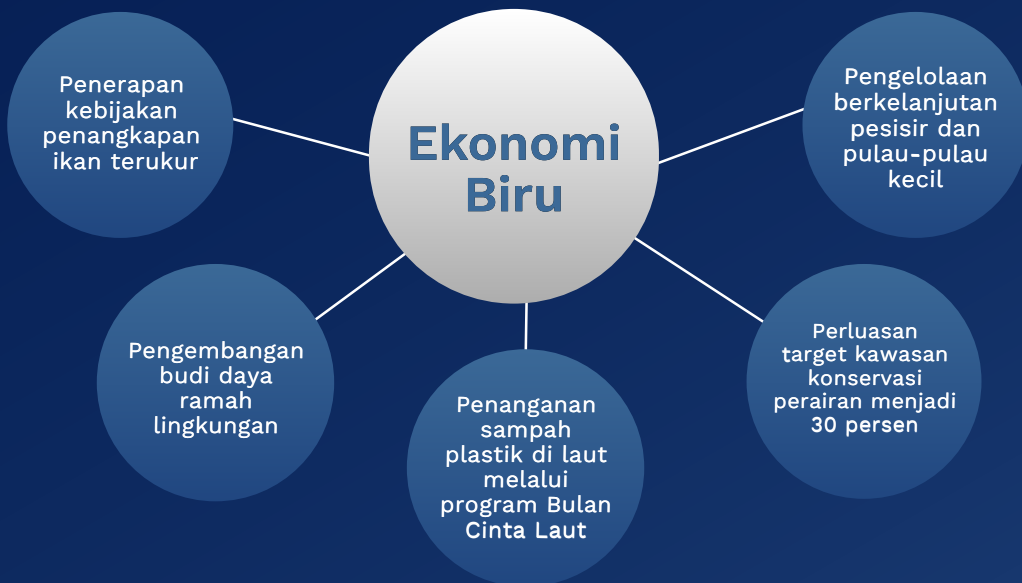 Ekonomi
Biru
Penerapan
kebijakan
penangkapan
ikan terukur
Pengembangan
budi daya
ramah
lingkungan
Penanganan
sampah
plastik di laut
melalui
program Bulan
Cinta Laut
Perluasan
target kawasan
konservasi
perairan menjadi
30 persen
Pengelolaan
berkelanjutan
pesisir dan
pulau-pulau
kecil